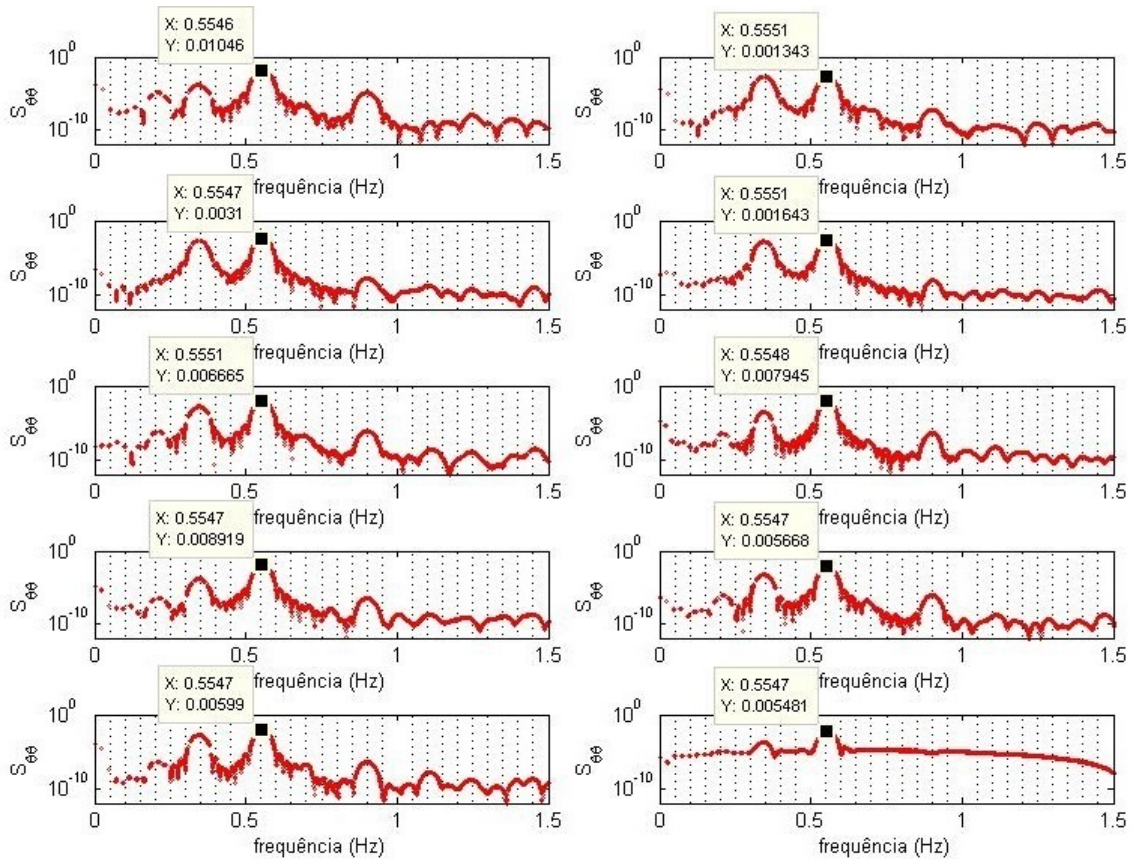 X: 0.5546
Y: 0.01046
10^0
S_θθ
10^-10
0 0.5 1 1.5
frequência (Hz)
X: 0.5551
Y: 0.001343
10^0
S_θθ
10^-10
0 0.5 1 1.5
frequência (Hz)
X: 0.5547
Y: 0.0031
10^0
S_θθ
10^-10
0 0.5 1 1.5
frequência (Hz)
X: 0.5551
Y: 0.001643
10^0
S_θθ
10^-10
0 0.5 1 1.5
frequência (Hz)
X: 0.5551
Y: 0.006665
10^0
S_θθ
10^-10
0 0.5 1 1.5
frequência (Hz)
X: 0.5548
Y: 0.007945
10^0
S_θθ
10^-10
0 0.5 1 1.5
frequência (Hz)
X: 0.5547
Y: 0.008919
10^0
S_θθ
10^-10
0 0.5 1 1.5
frequência (Hz)
X: 0.5547
Y: 0.005668
10^0
S_θθ
10^-10
0 0.5 1 1.5
frequência (Hz)
X: 0.5547
Y: 0.00599
10^0
S_θθ
10^-10
0 0.5 1 1.5
frequência (Hz)
X: 0.5547
Y: 0.005481
10^0
S_θθ
10^-10
0 0.5 1 1.5
frequência (Hz)